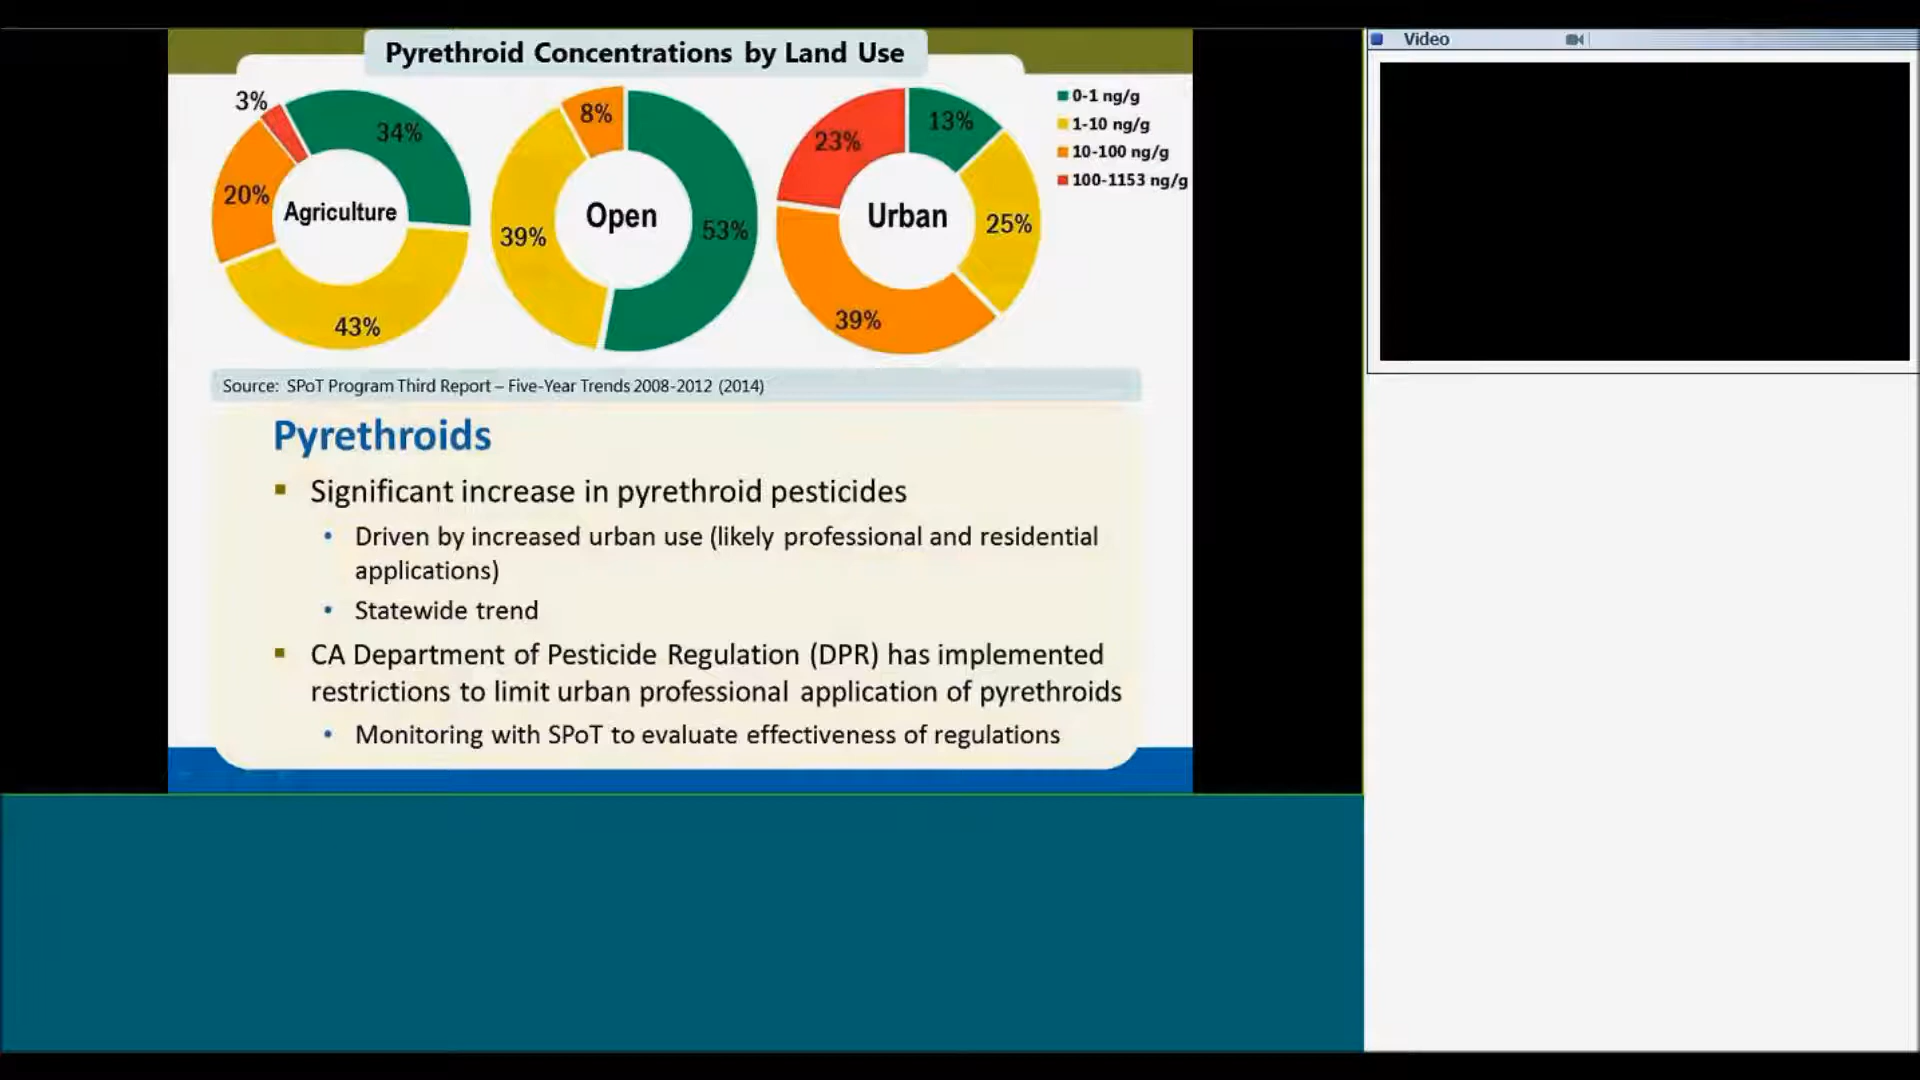 Video
Pyrethroid Concentrations by Land Use
3%
34%
20%
Agriculture
43%
8%
39%
Open
53%
23%
13%
Urban
25%
39%
0-1 ng/g
1-10 ng/g
10-100 ng/g
100-1153 ng/g
Source: SPoT Program Third Report – Five-Year Trends 2008-2012 (2014)
Pyrethroids
Significant increase in pyrethroid pesticides
Driven by increased urban use (likely professional and residential
applications)
Statewide trend
CA Department of Pesticide Regulation (DPR) has implemented
restrictions to limit urban professional application of pyrethroids
Monitoring with SPoT to evaluate effectiveness of regulations